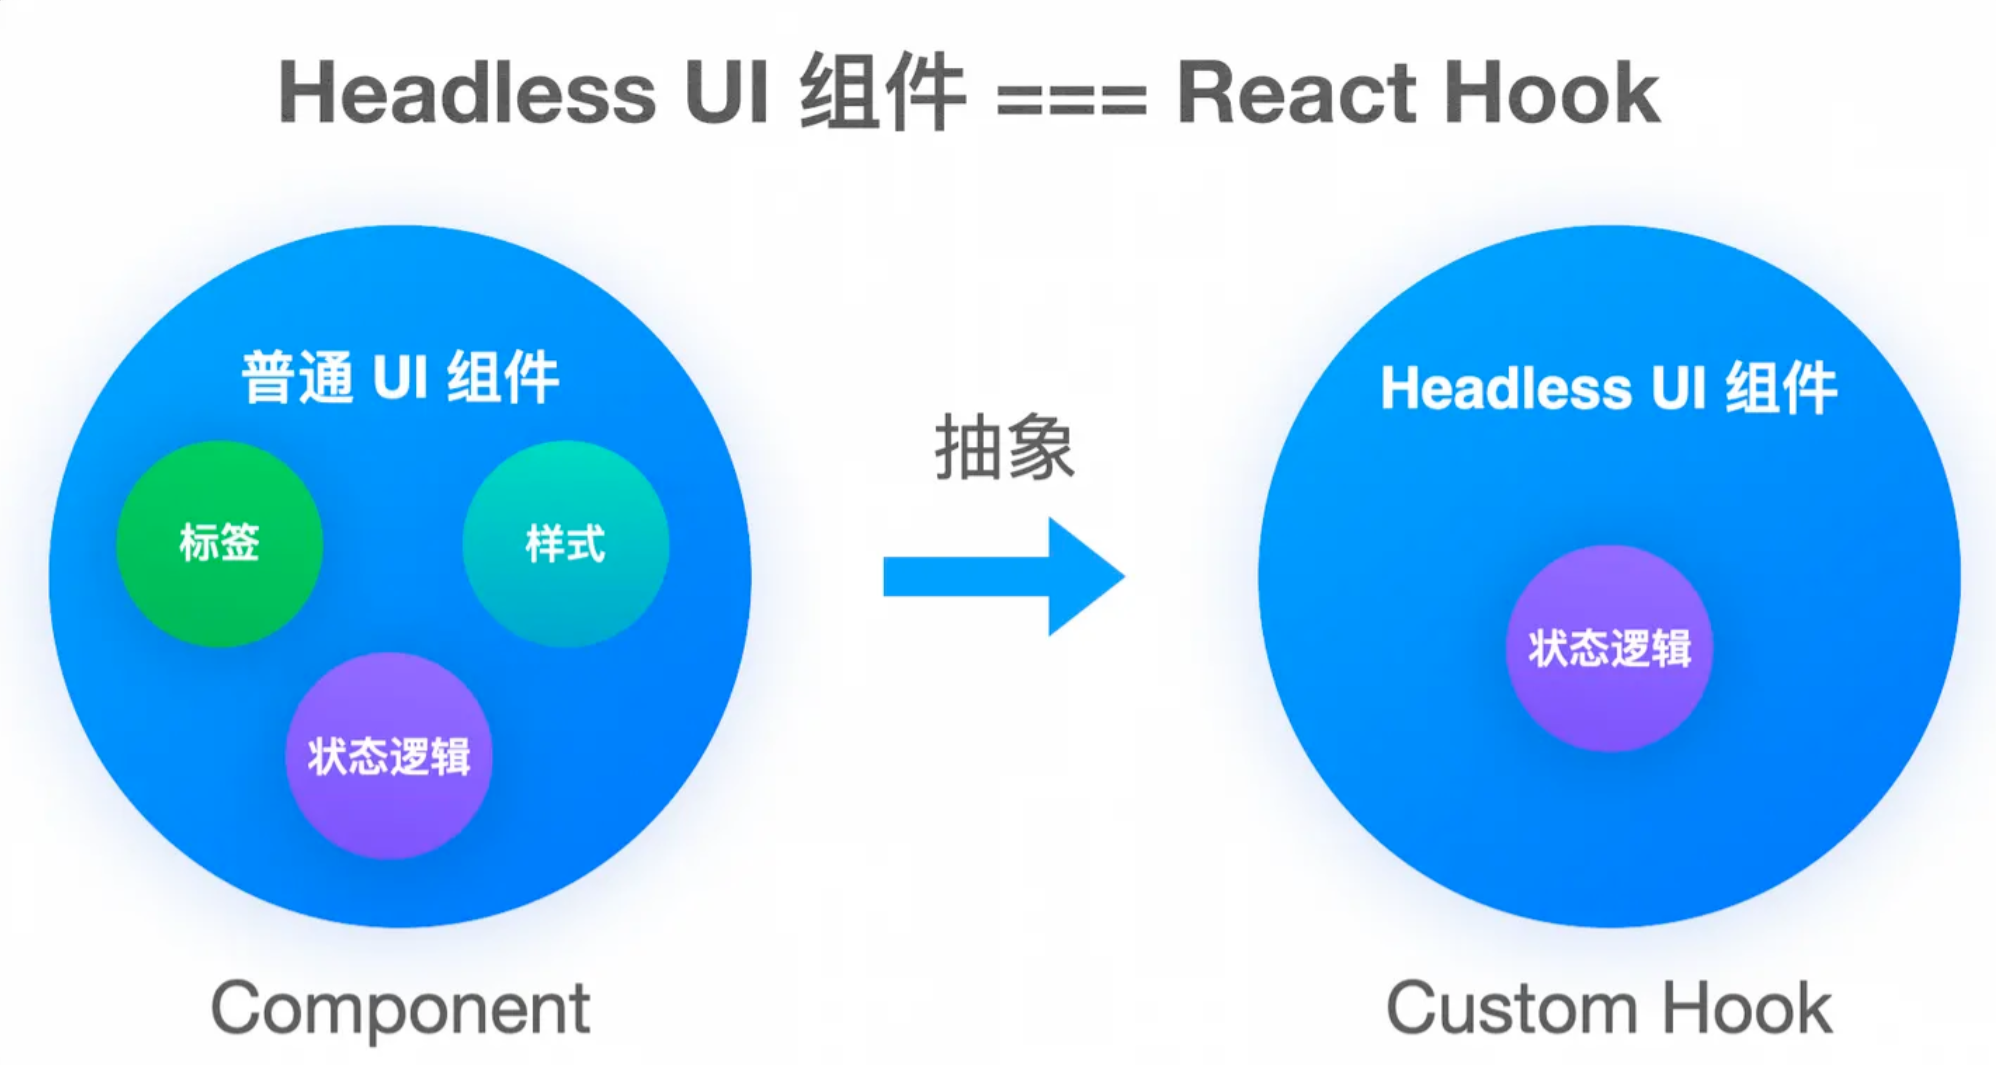 Headless UI 组件 === React Hook
普通 UI 组件
标签
样式
状态逻辑
Component
抽象
Headless UI 组件
状态逻辑
Custom Hook